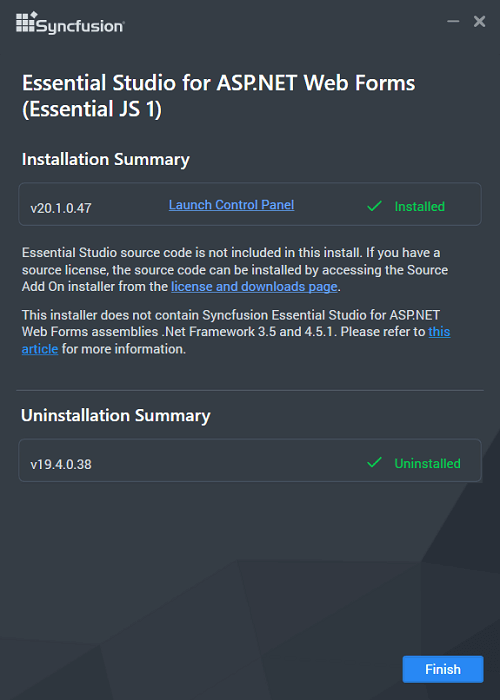 Syncfusion®
Essential Studio for ASP.NET Web Forms
(Essential JS 1)
Installation Summary
v20.1.0.47 Launch Control Panel Installed
Essential Studio source code is not included in this install. If you have a
source license, the source code can be installed by accessing the Source
Add On installer from the license and downloads page.
This installer does not contain Syncfusion Essential Studio for ASP.NET
Web Forms assemblies .Net Framework 3.5 and 4.5.1. Please refer to this
article for more information.
Uninstallation Summary
v19.4.0.38 Uninstalled
Finish